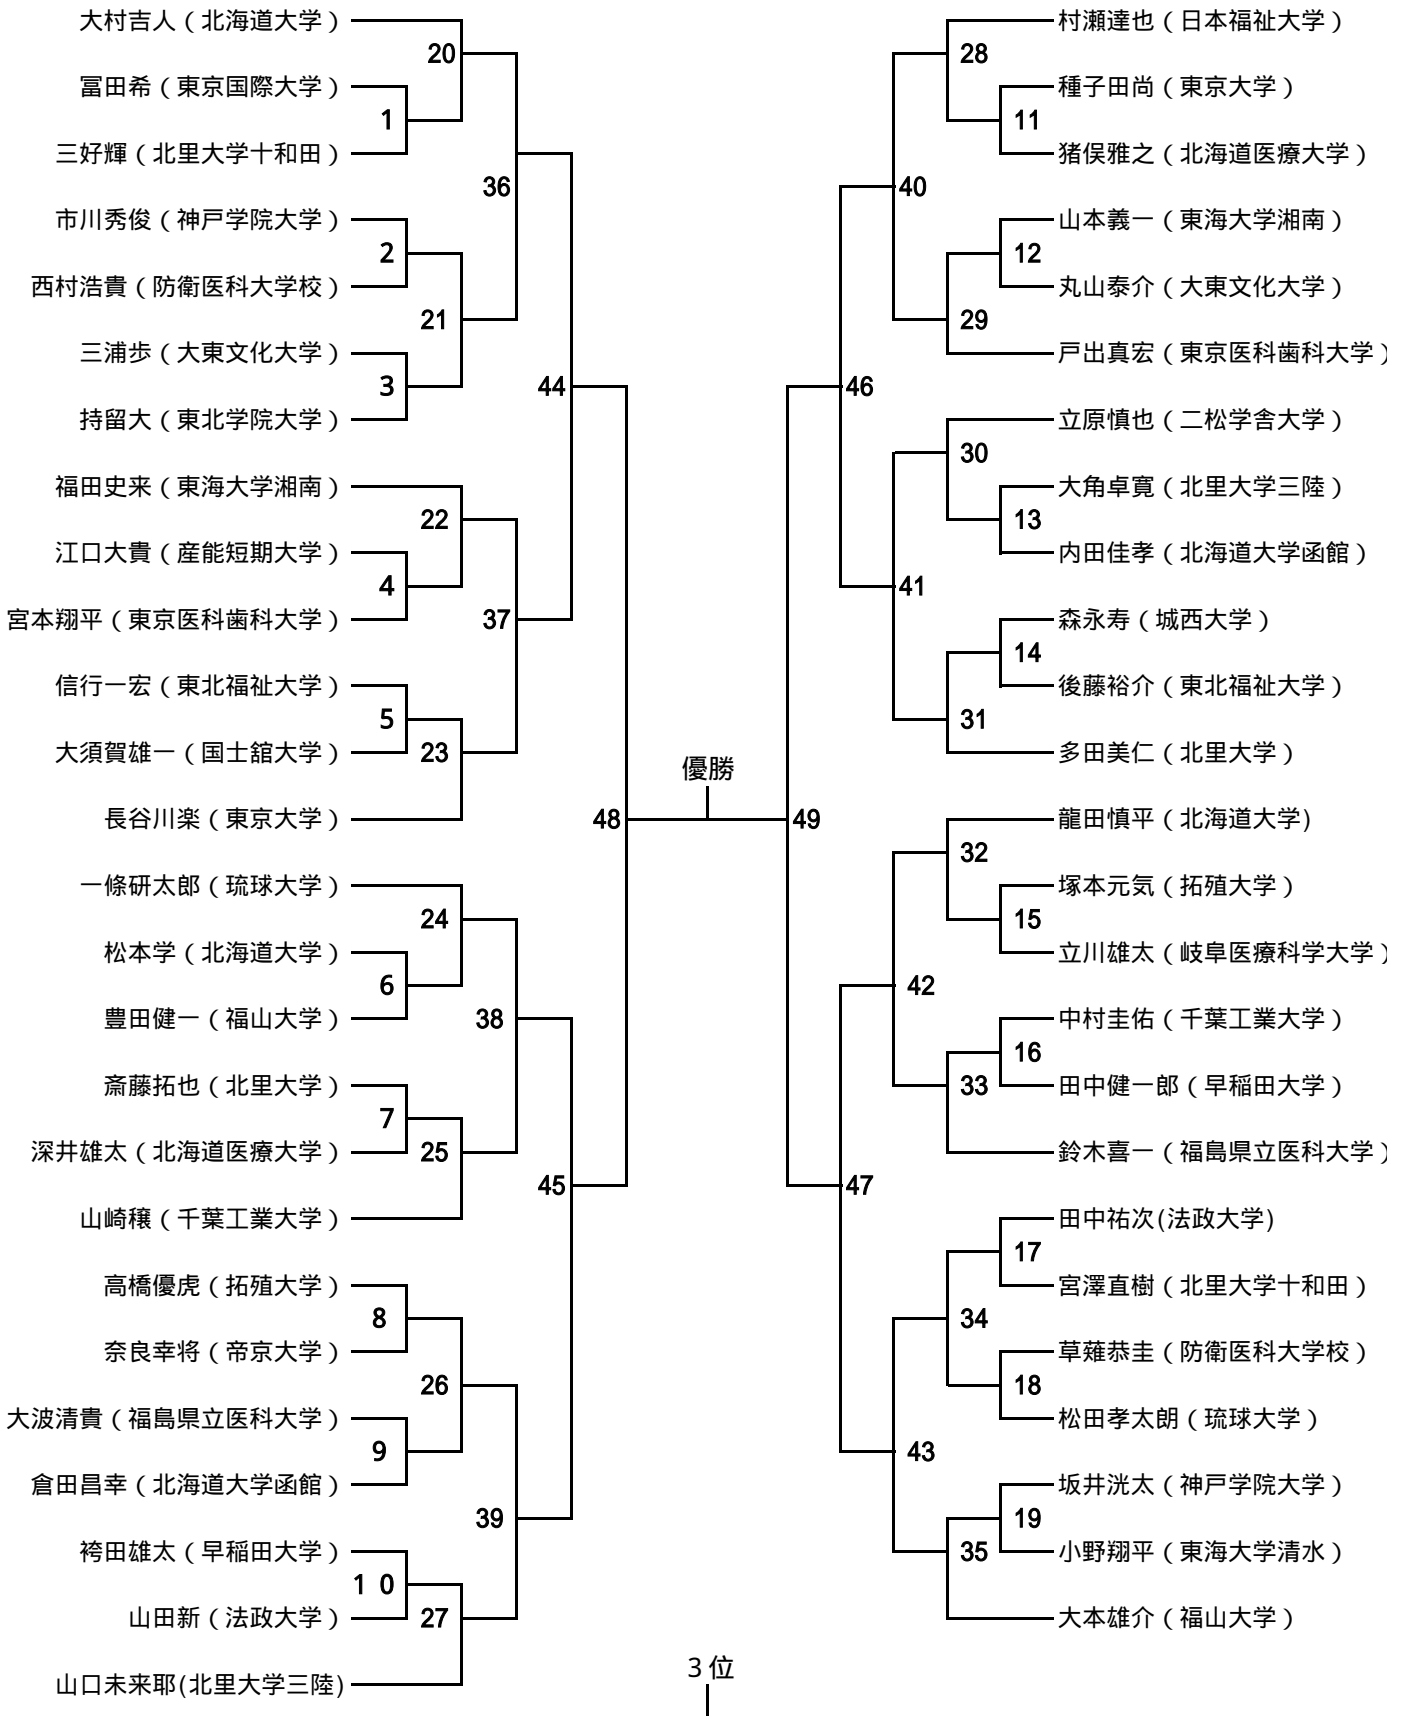 大村吉人（北海道大学）
20
冨田希（東京国際大学）
1
三好輝（北里大学十和田）
36
市川秀俊（神戸学院大学）
2
西村浩貴（防衛医科大学校）
21
三浦歩（大東文化大学）
3
持留大（東北学院大学）
44
福田史来（東海大学湘南）
22
江口大貴（産能短期大学）
4
宮本翔平（東京医科歯科大学）
37
信行一宏（東北福祉大学）
5
大須賀雄一（国士舘大学）
23
長谷川楽（東京大学）
48
一條研太郎（琉球大学）
24
松本学（北海道大学）
6
豊田健一（福山大学）
38
斎藤拓也（北里大学）
7
深井雄太（北海道医療大学）
25
山崎穣（千葉工業大学）
45
高橋優虎（拓殖大学）
8
奈良幸将（帝京大学）
26
大波清貴（福島県立医科大学）
9
倉田昌幸（北海道大学函館）
39
袴田雄太（早稲田大学）
１０
山田新（法政大学）
27
山口未来耶(北里大学三陸)
優勝
３位
村瀬達也（日本福祉大学）
28
種子田尚（東京大学）
11
猪俣雅之（北海道医療大学）
40
山本義一（東海大学湘南）
12
丸山泰介（大東文化大学）
29
戸出真宏（東京医科歯科大学）
46
立原慎也（二松学舎大学）
30
大角卓寛（北里大学三陸）
13
内田佳孝（北海道大学函館）
41
森永寿（城西大学）
14
後藤裕介（東北福祉大学）
31
多田美仁（北里大学）
49
龍田慎平（北海道大学)
32
塚本元気（拓殖大学）
15
立川雄太（岐阜医療科学大学）
42
中村圭佑（千葉工業大学）
16
田中健一郎（早稲田大学）
33
鈴木喜一（福島県立医科大学）
47
田中祐次(法政大学)
17
宮澤直樹（北里大学十和田）
34
草薙恭圭（防衛医科大学校）
18
松田孝太朗（琉球大学）
43
坂井洸太（神戸学院大学）
19
小野翔平（東海大学清水）
35
大本雄介（福山大学）